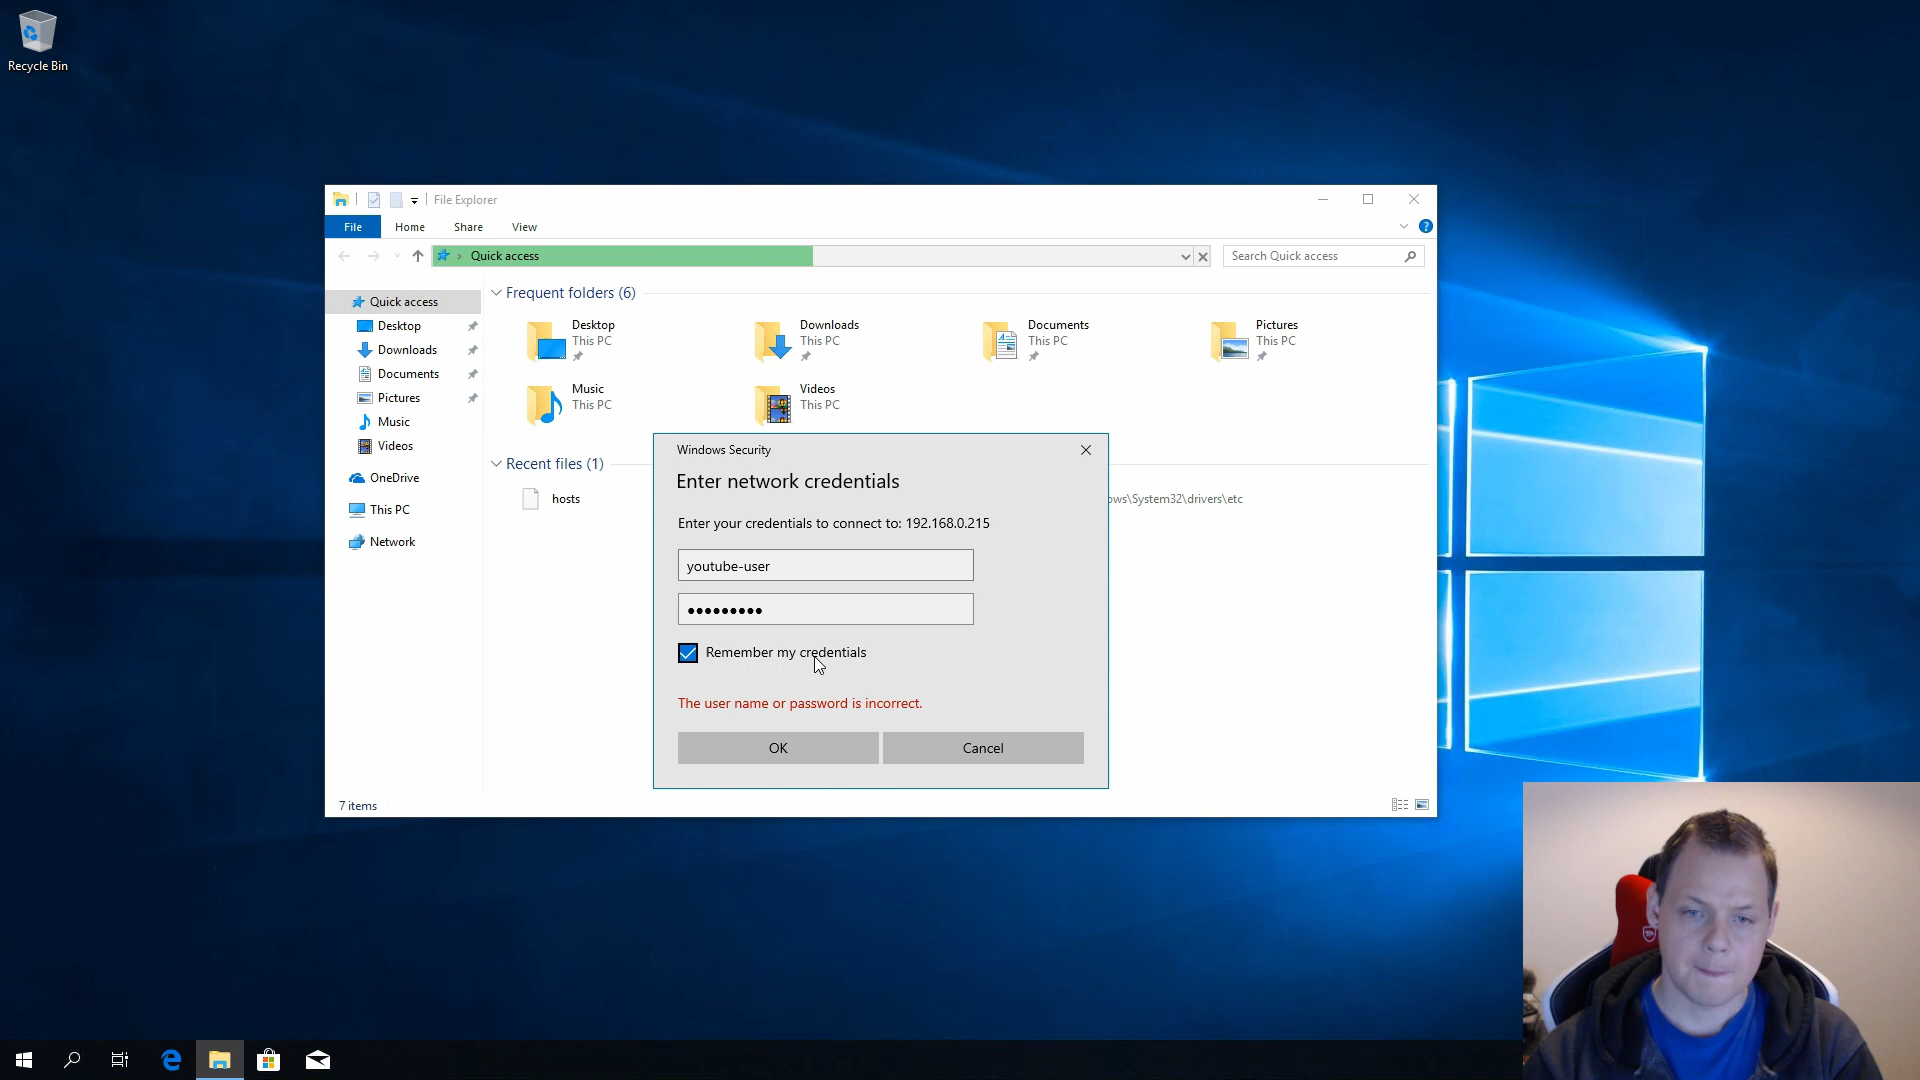 Recycle Bin
File Explorer
File
Home
Share
View
Quick access
Search Quick access
Quick access
Desktop
Downloads
Documents
Pictures
Music
Videos
OneDrive
This PC
Network
Frequent folders (6)
Desktop
This PC
Downloads
This PC
Documents
This PC
Pictures
This PC
Music
This PC
Videos
This PC
Recent files (1)
hosts
ows\System32\drivers\etc
Windows Security
Enter network credentials
Enter your credentials to connect to: 192.168.0.215
youtube-user
●●●●●●●●●
Remember my credentials
The user name or password is incorrect.
OK
Cancel
7 items